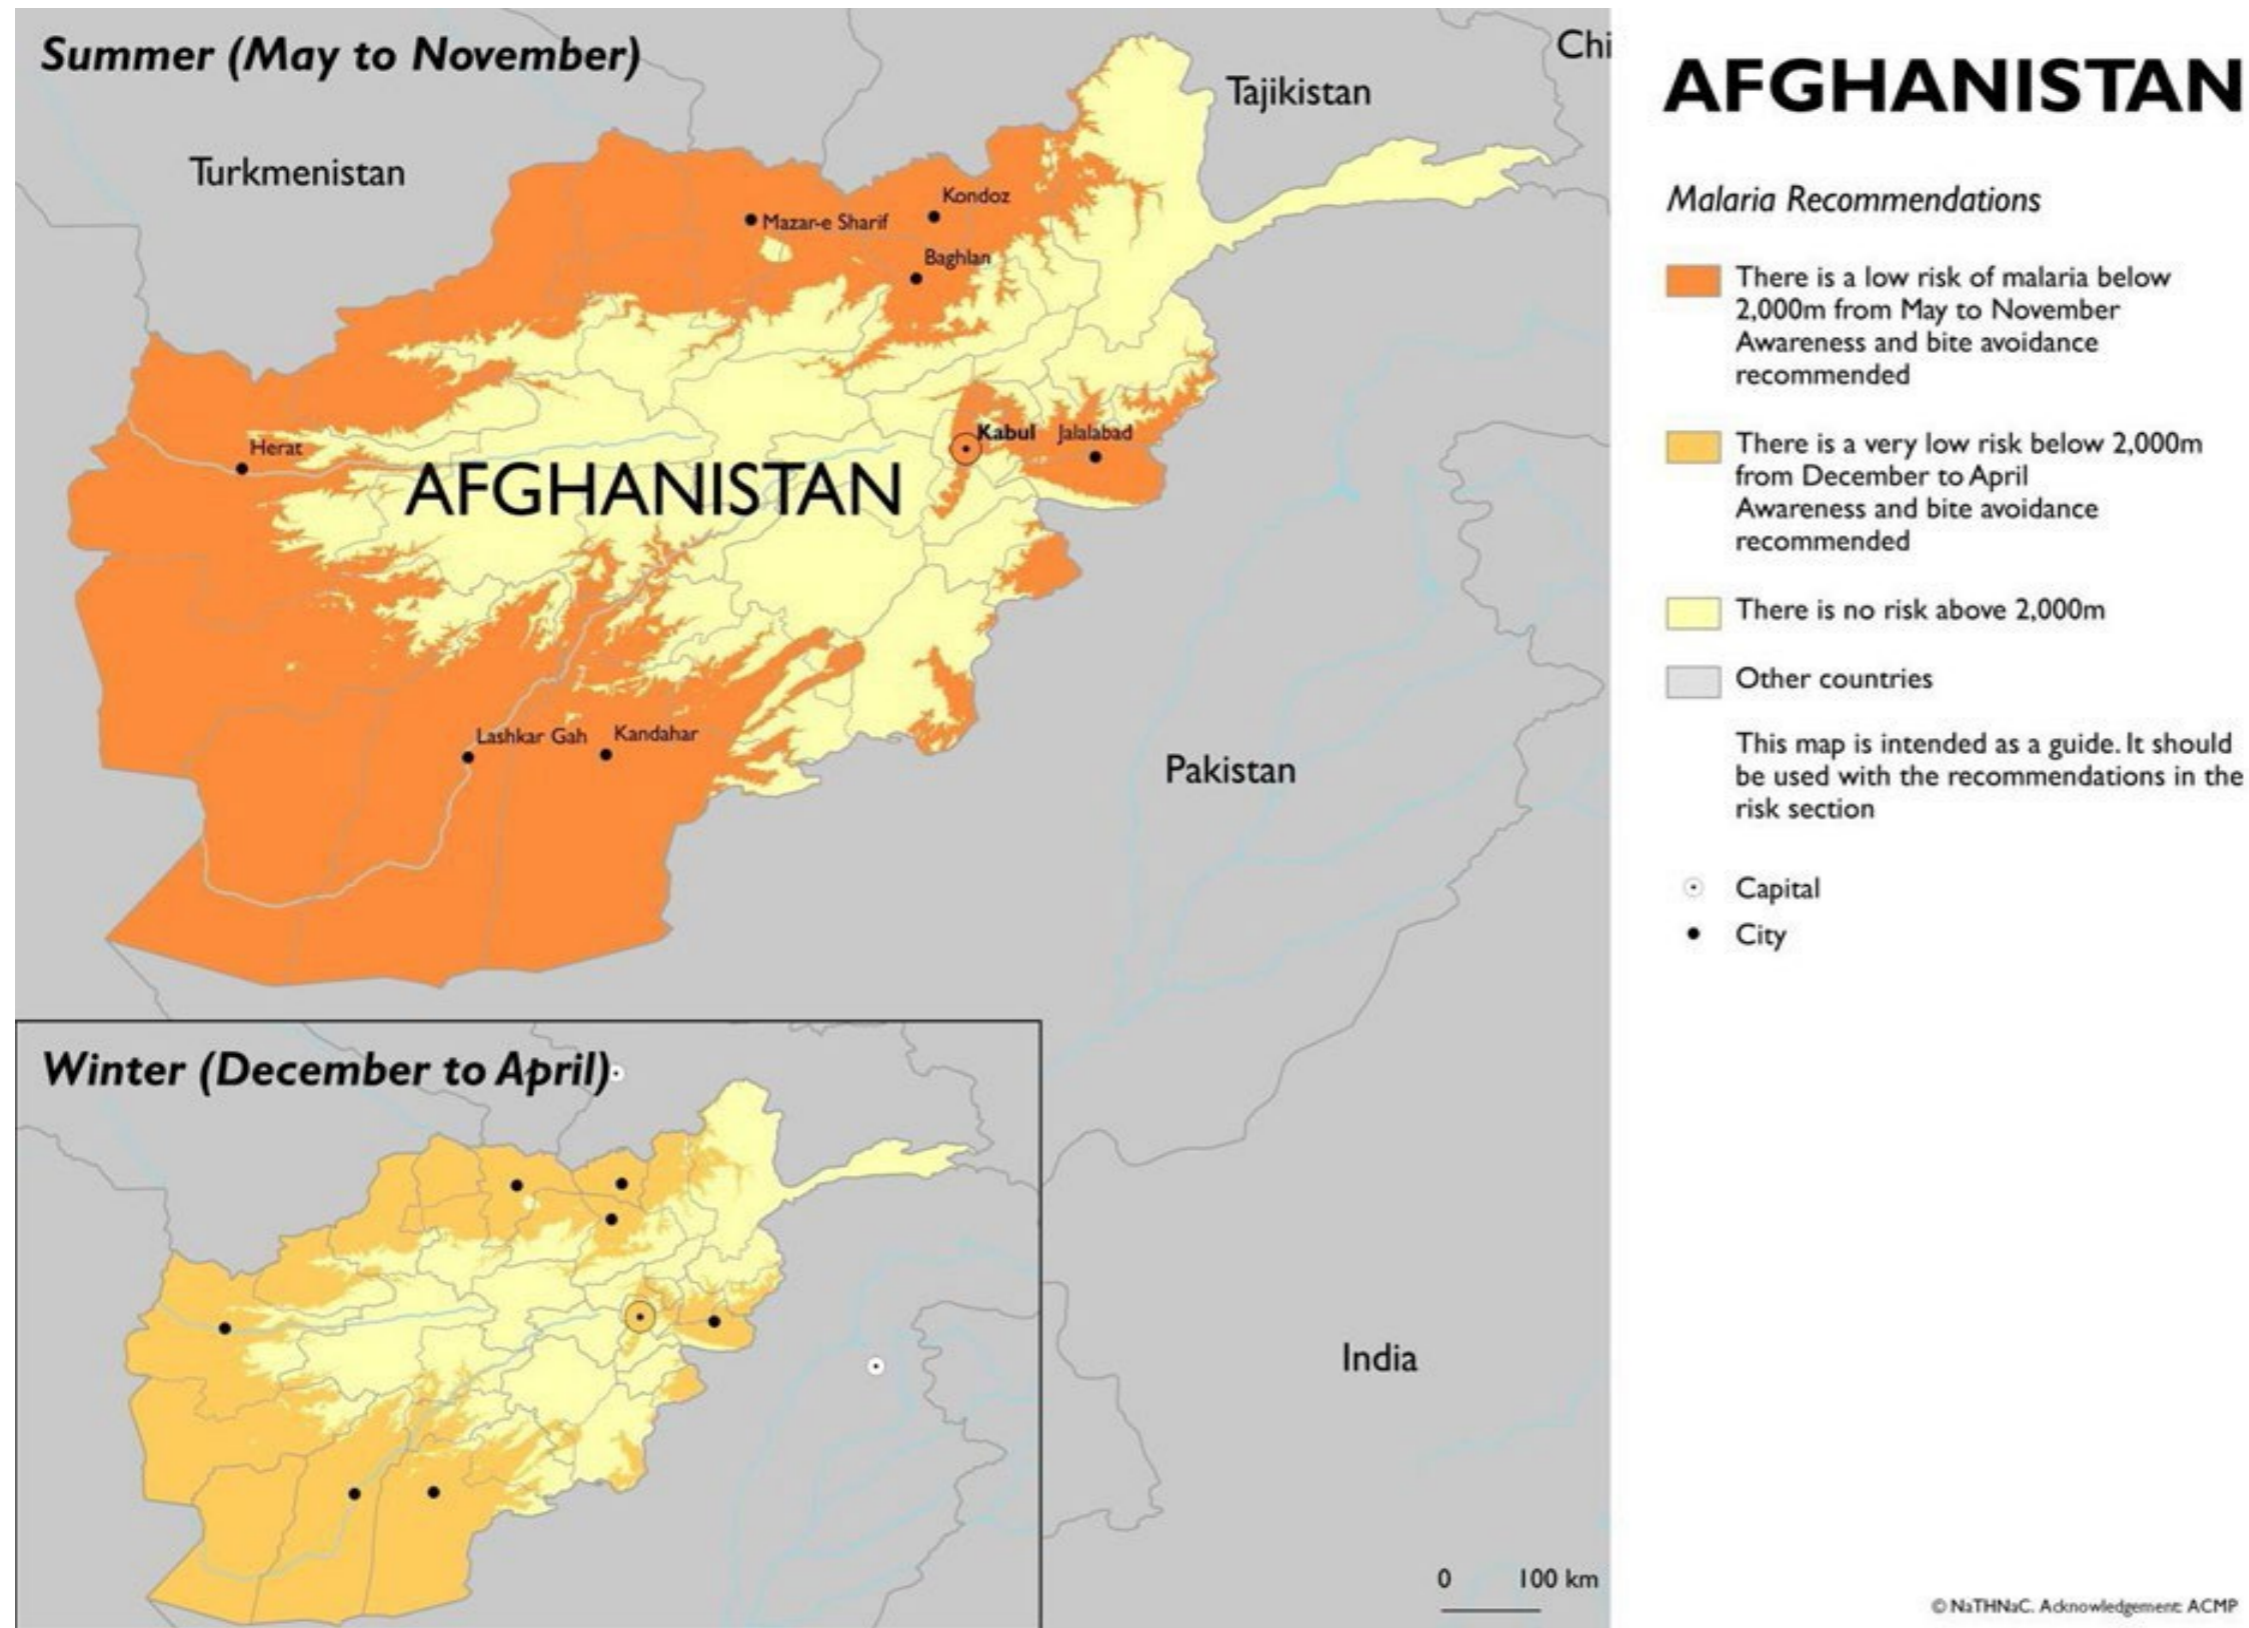 Summer (May to November)
Chi
Tajikistan
Turkmenistan
Kondoz
Mazar-e Sharif
Baghlan
Kabul
Jalalabad
Herat
AFGHANISTAN
Lashkar Gah
Kandahar
Pakistan
Winter (December to April)
India
0 100 km
AFGHANISTAN
Malaria Recommendations
There is a low risk of malaria below
2,000m from May to November
Awareness and bite avoidance
recommended
There is a very low risk below 2,000m
from December to April
Awareness and bite avoidance
recommended
There is no risk above 2,000m
Other countries
This map is intended as a guide. It should
be used with the recommendations in the
risk section
Capital
City
© NaTHNaC. Acknowledgement: ACMP